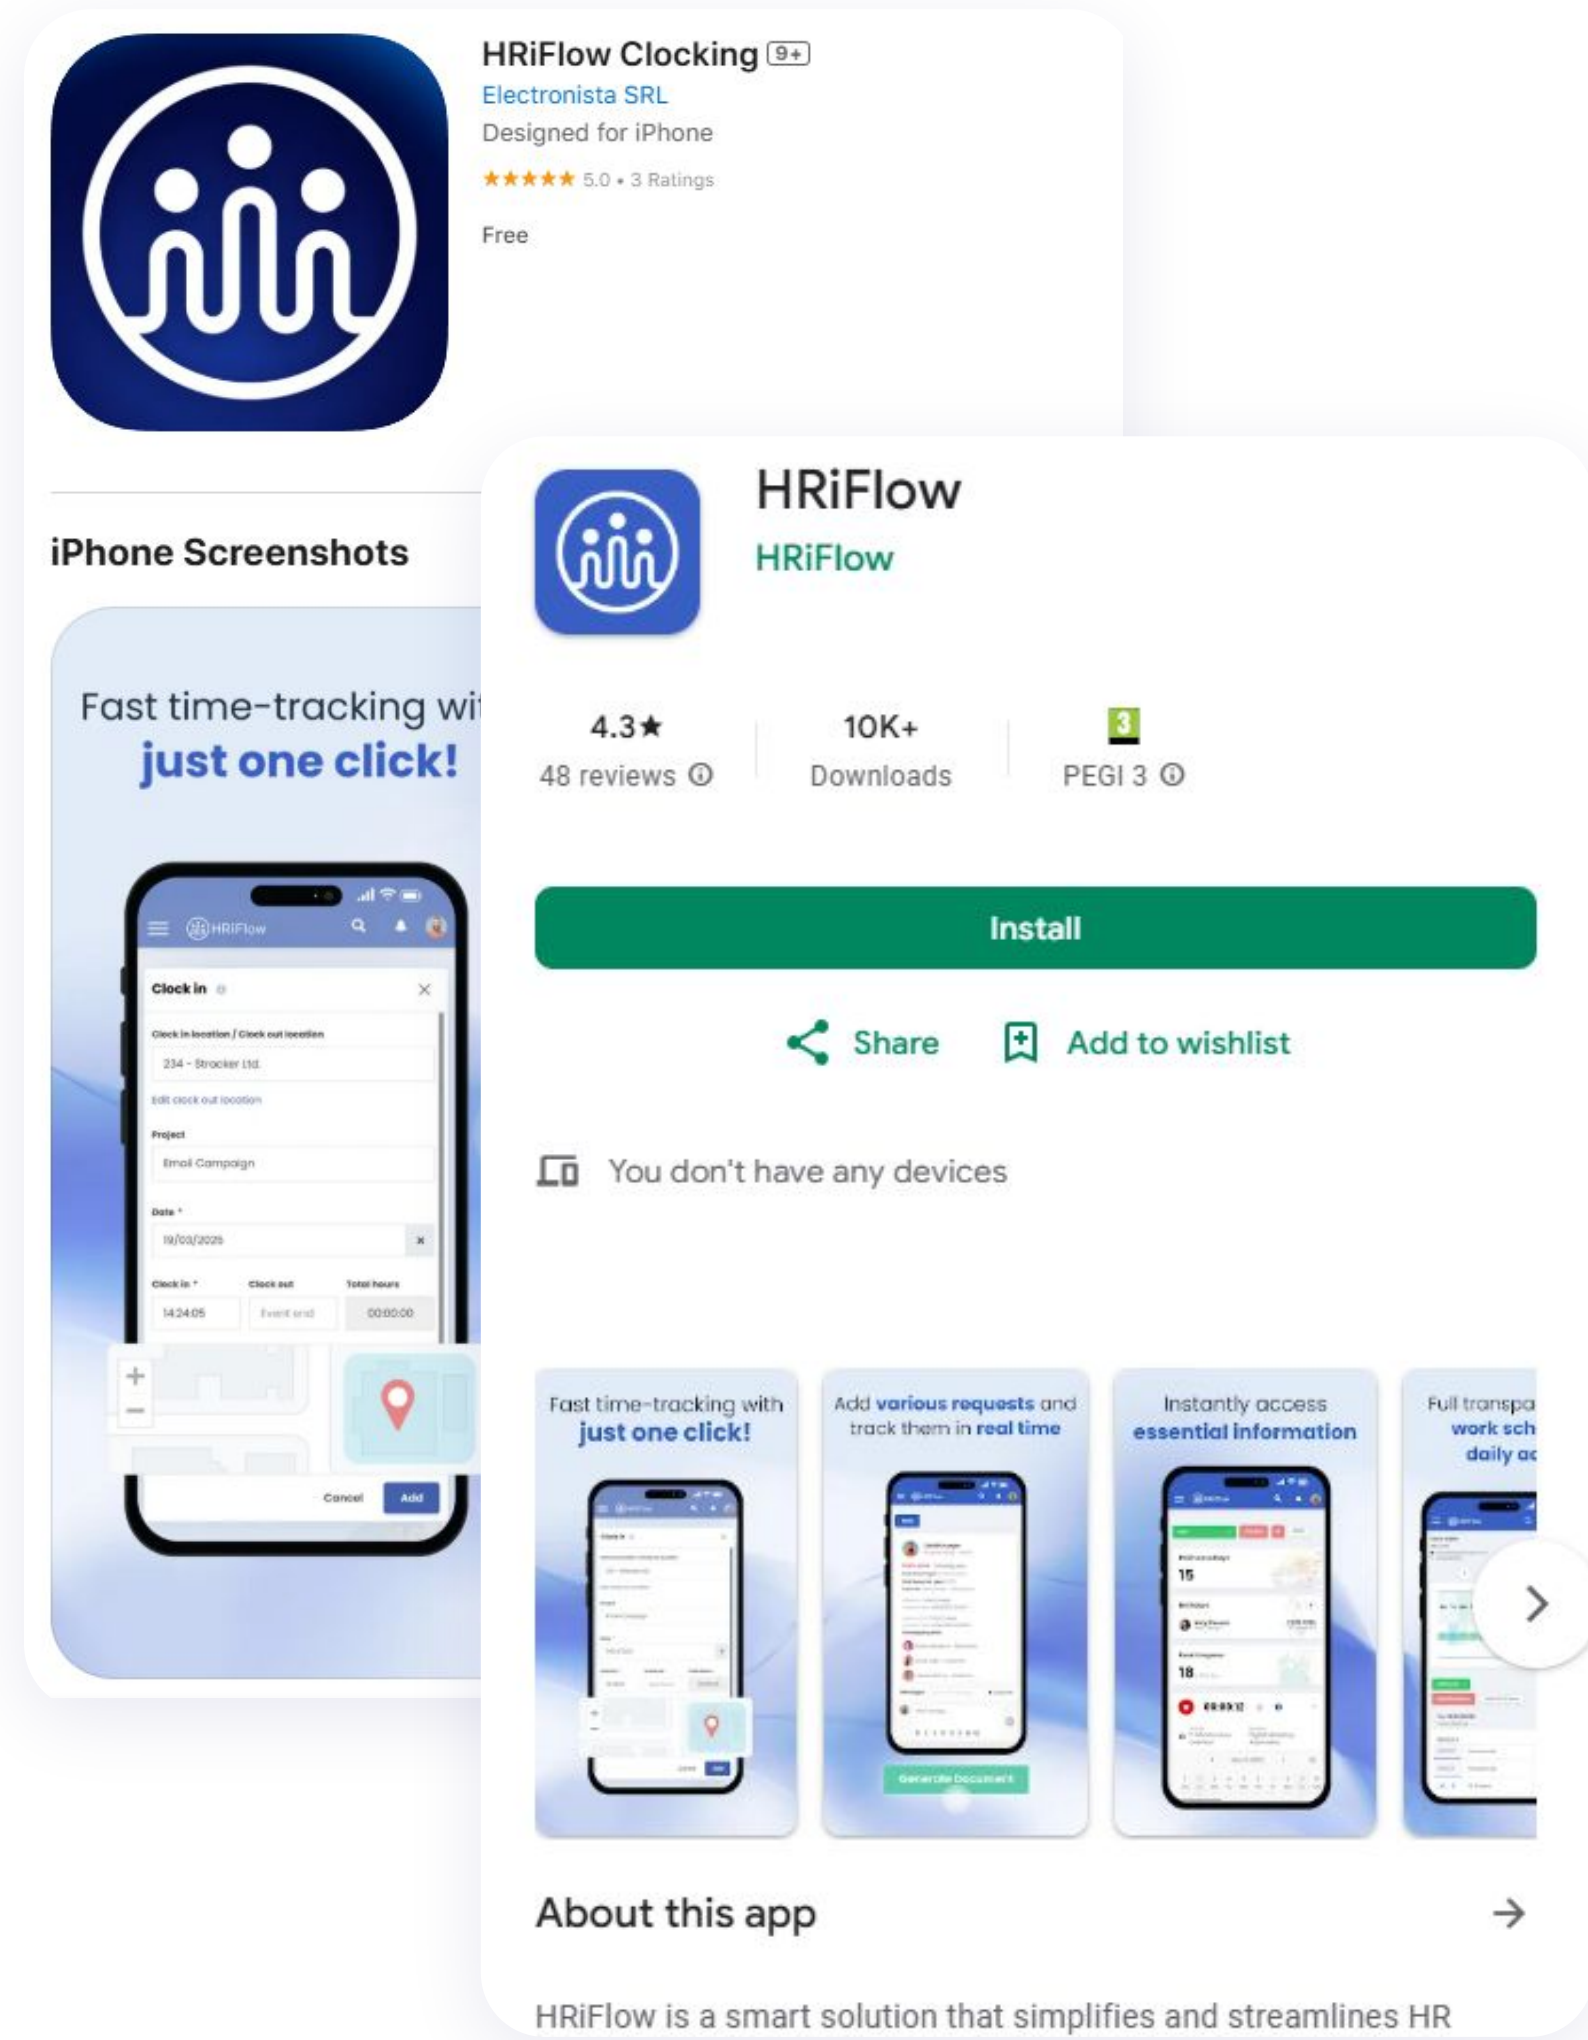 HRiFlow Clocking 9+
Electronista SRL
Designed for iPhone
★★★★★ 5.0 • 3 Ratings
Free
iPhone Screenshots
Fast time-tracking wit
just one click!
HRiFlow
Clock in
Clock in location / Clock out location
234 - Strocker Ltd.
Edit clock out location
Project
Email Campaign
Date *
19/03/2025
Clock in * Clock out Total hours
14:24:05 Event end 00:00:00
+
−
Cancel Add
HRiFlow
HRiFlow
4.3★ 10K+ 3
48 reviews Downloads PEGI 3
Install
Share Add to wishlist
You don't have any devices
Fast time-tracking with
just one click!
Add various requests and
track them in real time
Generate Document
Instantly access
essential information
15
18
00:00:12
Full transpa
work sch
daily ac
About this app
HRiFlow is a smart solution that simplifies and streamlines HR